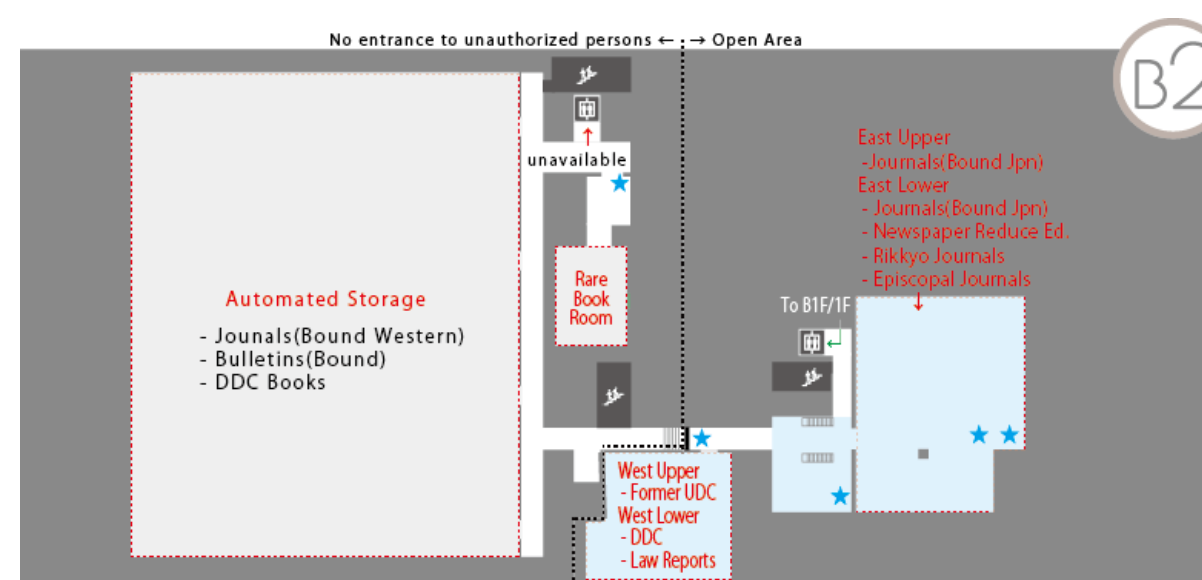 No entrance to unauthorized persons ← : → Open Area
B2
unavailable
East Upper
-Journals(Bound Jpn)
East Lower
- Journals(Bound Jpn)
- Newspaper Reduce Ed.
- Rikkyo Journals
- Episcopal Journals
Rare
Book
Room
Automated Storage
- Jounals(Bound Western)
- Bulletins(Bound)
- DDC Books
To B1F/1F
West Upper
- Former UDC
West Lower
- DDC
- Law Reports